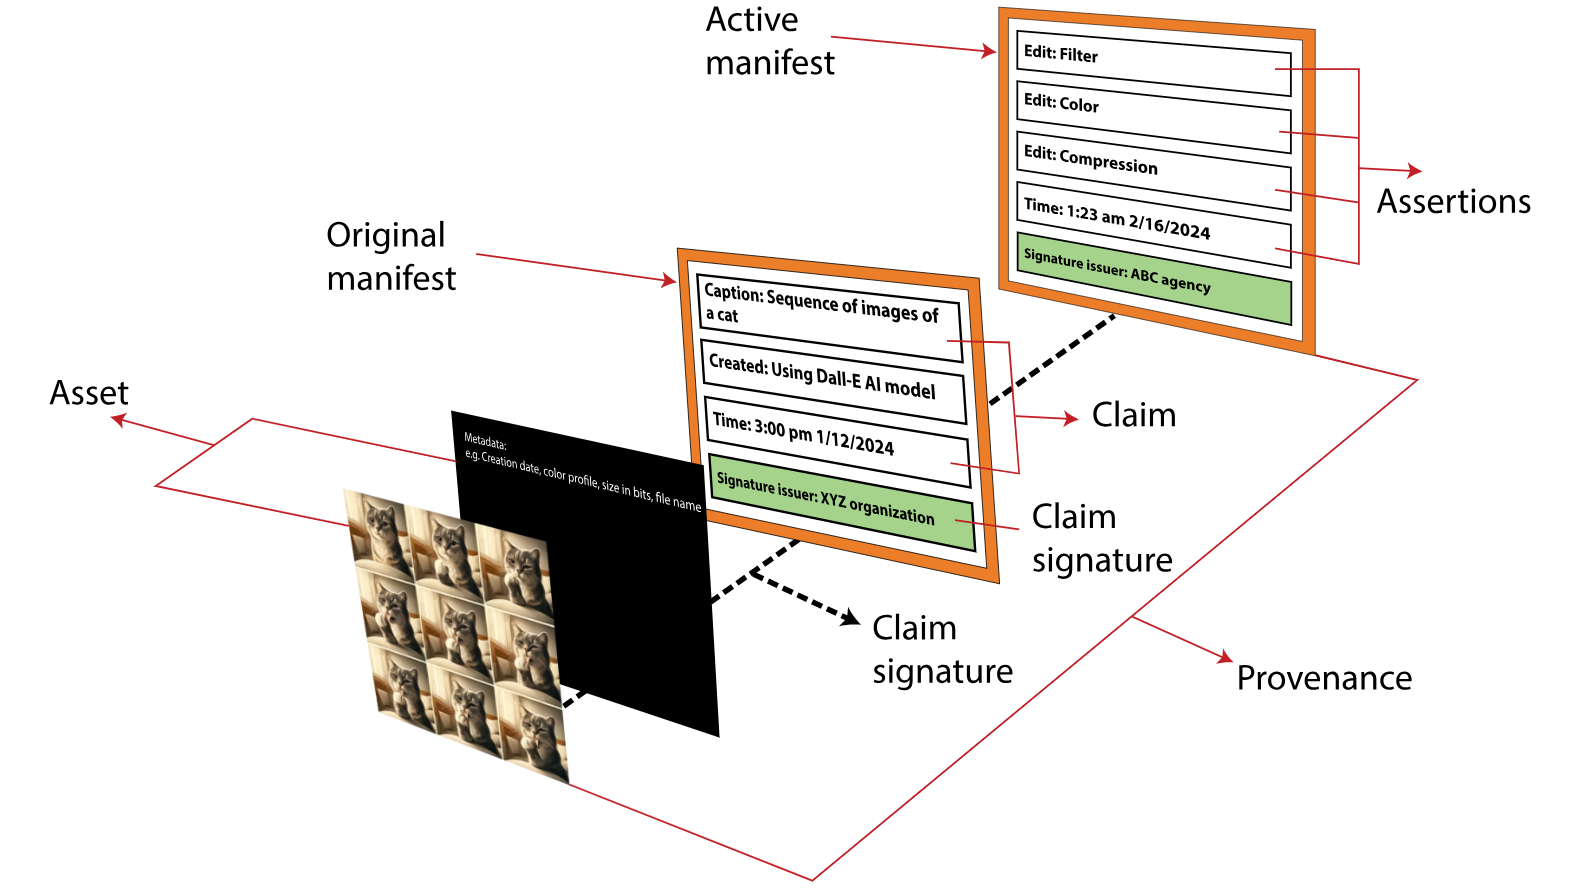 Active
manifest
Edit: Filter
Edit: Color
Edit: Compression
Time: 1:23 am 2/16/2024
Signature issuer: ABC agency
Assertions
Original
manifest
Caption: Sequence of images of
a cat
Created: Using Dall-E AI model
Time: 3:00 pm 1/12/2024
Signature issuer: XYZ organization
Claim
Claim
signature
Asset
Metadata:
e.g. Creation date, color profile, size in bits, file name
Claim
signature
Provenance